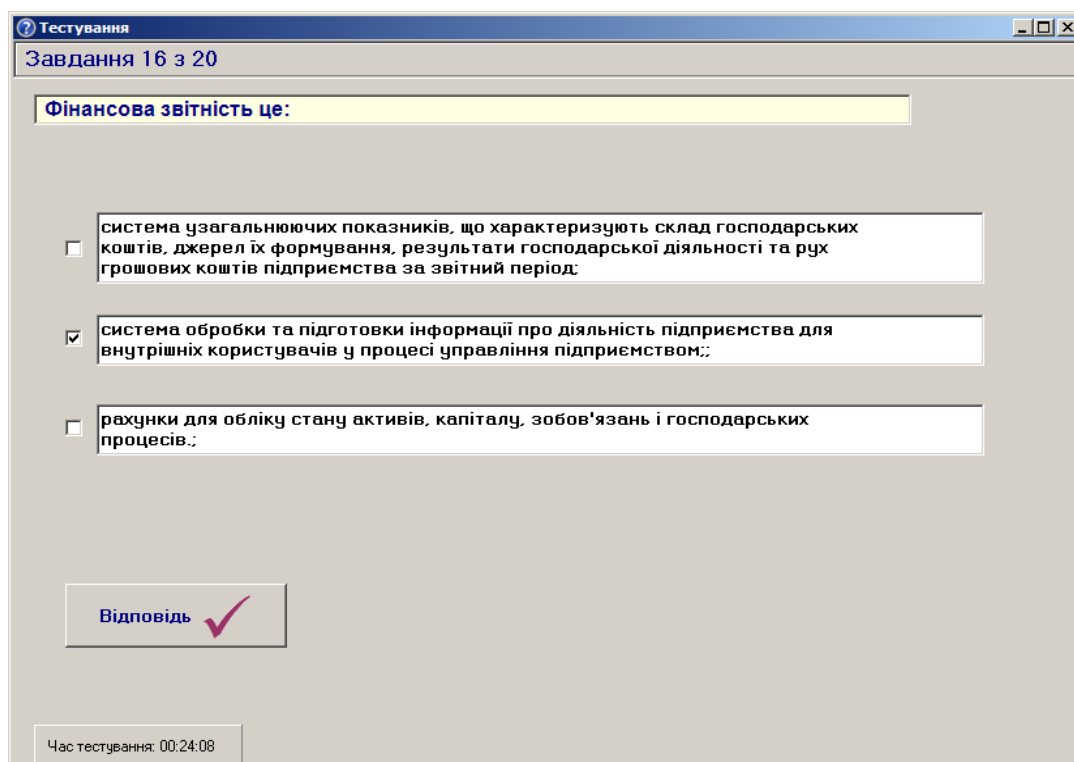 Тестування
Завдання 16 з 20
Фінансова звітність це:
система узагальнюючих показників, що характеризують склад господарських
коштів, джерел їх формування, результати господарської діяльності та рух
грошових коштів підприємства за звітний період;
система обробки та підготовки інформації про діяльність підприємства для
внутрішніх користувачів у процесі управління підприємством;;
рахунки для обліку стану активів, капіталу, зобов'язань і господарських
процесів.;
Відповідь
Час тестування: 00:24:08